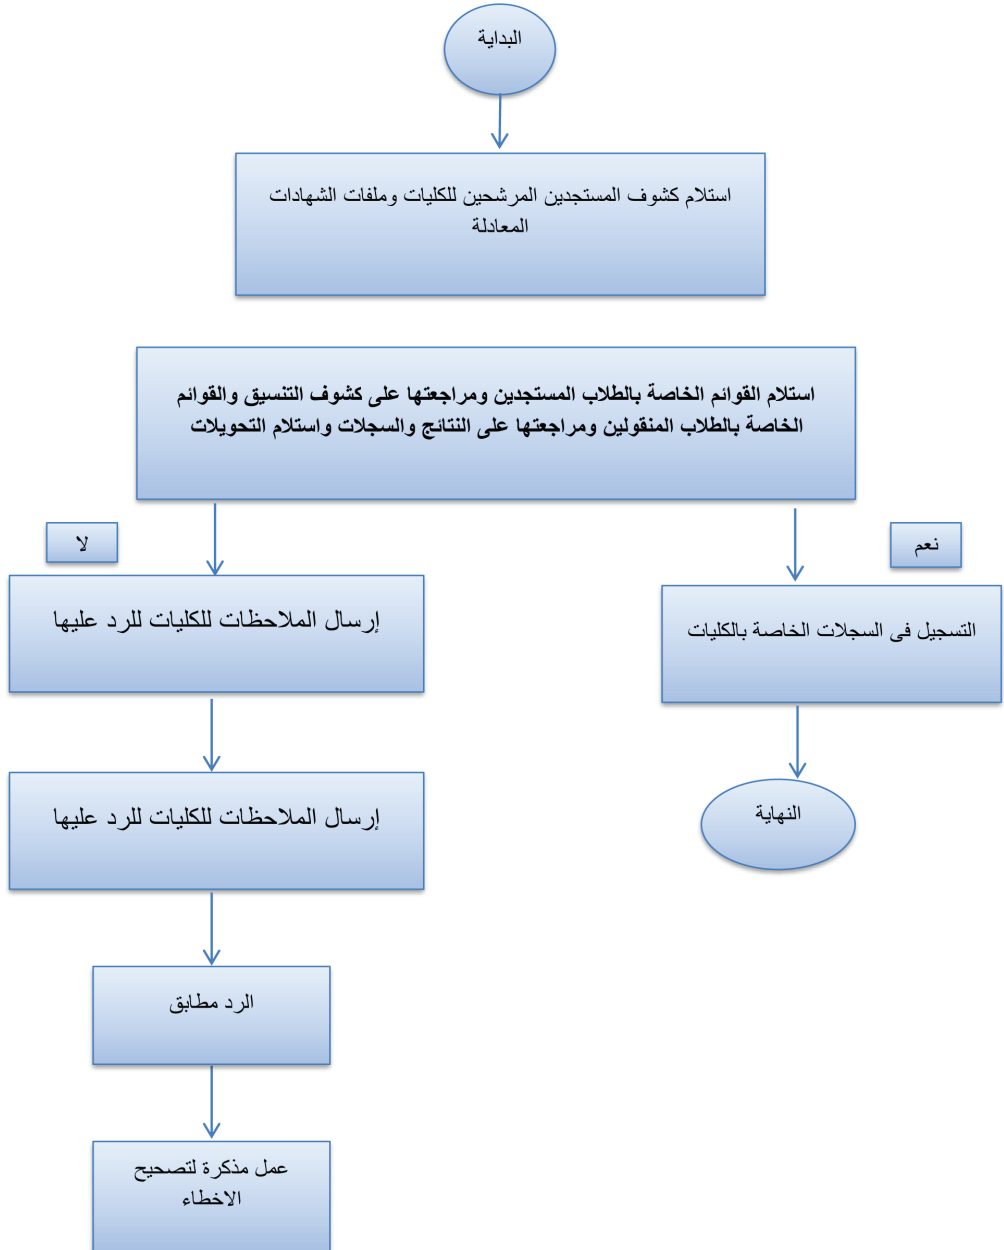 البداية
استلام كشوف المستجدين المرشحين للكليات وملفات الشهادات
المعادلة
استلام القوائم الخاصة بالطلاب المستجدين ومراجعتها على كشوف التنسيق والقوائم
الخاصة بالطلاب المنقولين ومراجعتها على النتائج والسجلات واستلام التحويلات
نعم
لا
التسجيل فى السجلات الخاصة بالكليات
النهاية
إرسال الملاحظات للكليات للرد عليها
إرسال الملاحظات للكليات للرد عليها
الرد مطابق
عمل مذكرة لتصحيح
الاخطاء